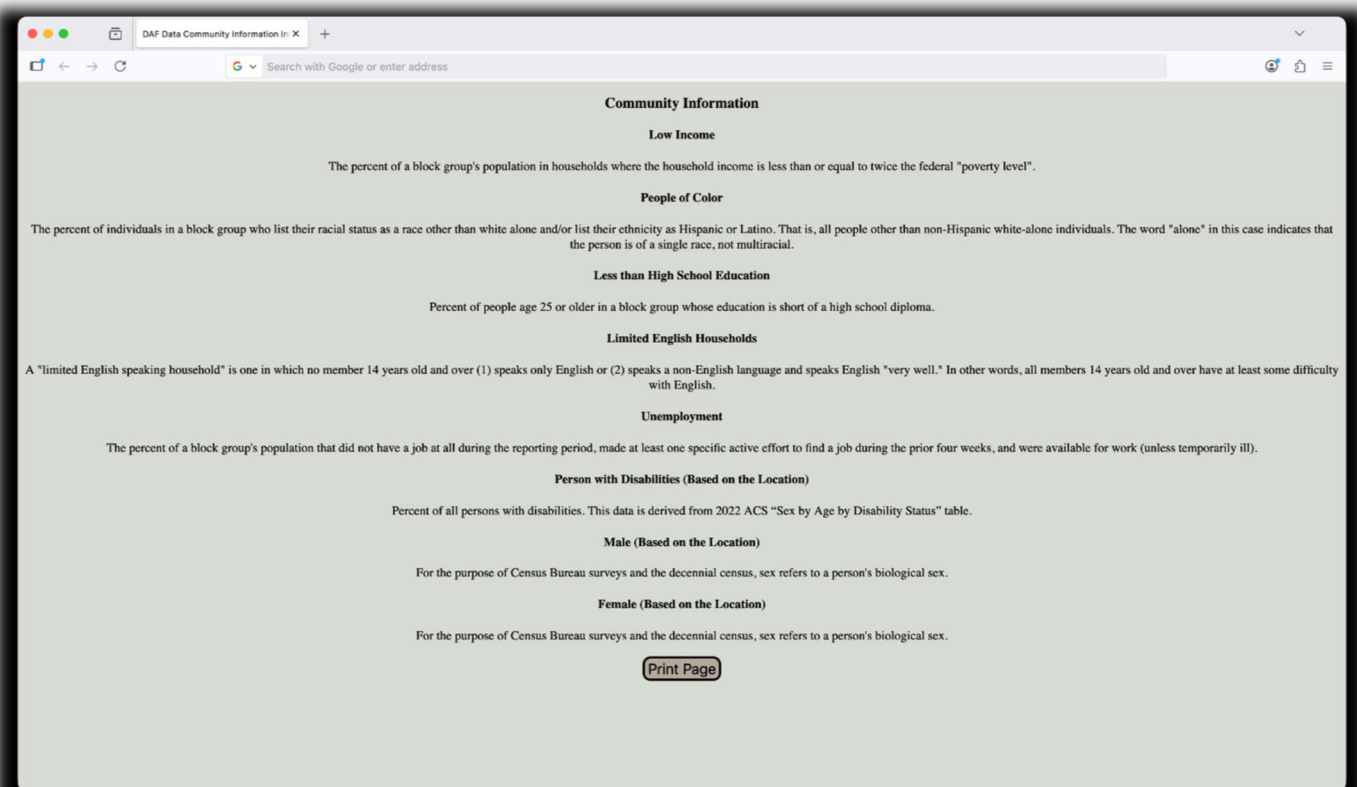 DAF Data Community Information In
Search with Google or enter address
Community Information
Low Income
The percent of a block group's population in households where the household income is less than or equal to twice the federal "poverty level".
People of Color
The percent of individuals in a block group who list their racial status as a race other than white alone and/or list their ethnicity as Hispanic or Latino. That is, all people other than non-Hispanic white-alone individuals. The word "alone" in this case indicates that
the person is of a single race, not multiracial.
Less than High School Education
Percent of people age 25 or older in a block group whose education is short of a high school diploma.
Limited English Households
A "limited English speaking household" is one in which no member 14 years old and over (1) speaks only English or (2) speaks a non-English language and speaks English "very well." In other words, all members 14 years old and over have at least some difficulty
with English.
Unemployment
The percent of a block group's population that did not have a job at all during the reporting period, made at least one specific active effort to find a job during the prior four weeks, and were available for work (unless temporarily ill).
Person with Disabilities (Based on the Location)
Percent of all persons with disabilities. This data is derived from 2022 ACS “Sex by Age by Disability Status” table.
Male (Based on the Location)
For the purpose of Census Bureau surveys and the decennial census, sex refers to a person's biological sex.
Female (Based on the Location)
For the purpose of Census Bureau surveys and the decennial census, sex refers to a person's biological sex.
Print Page